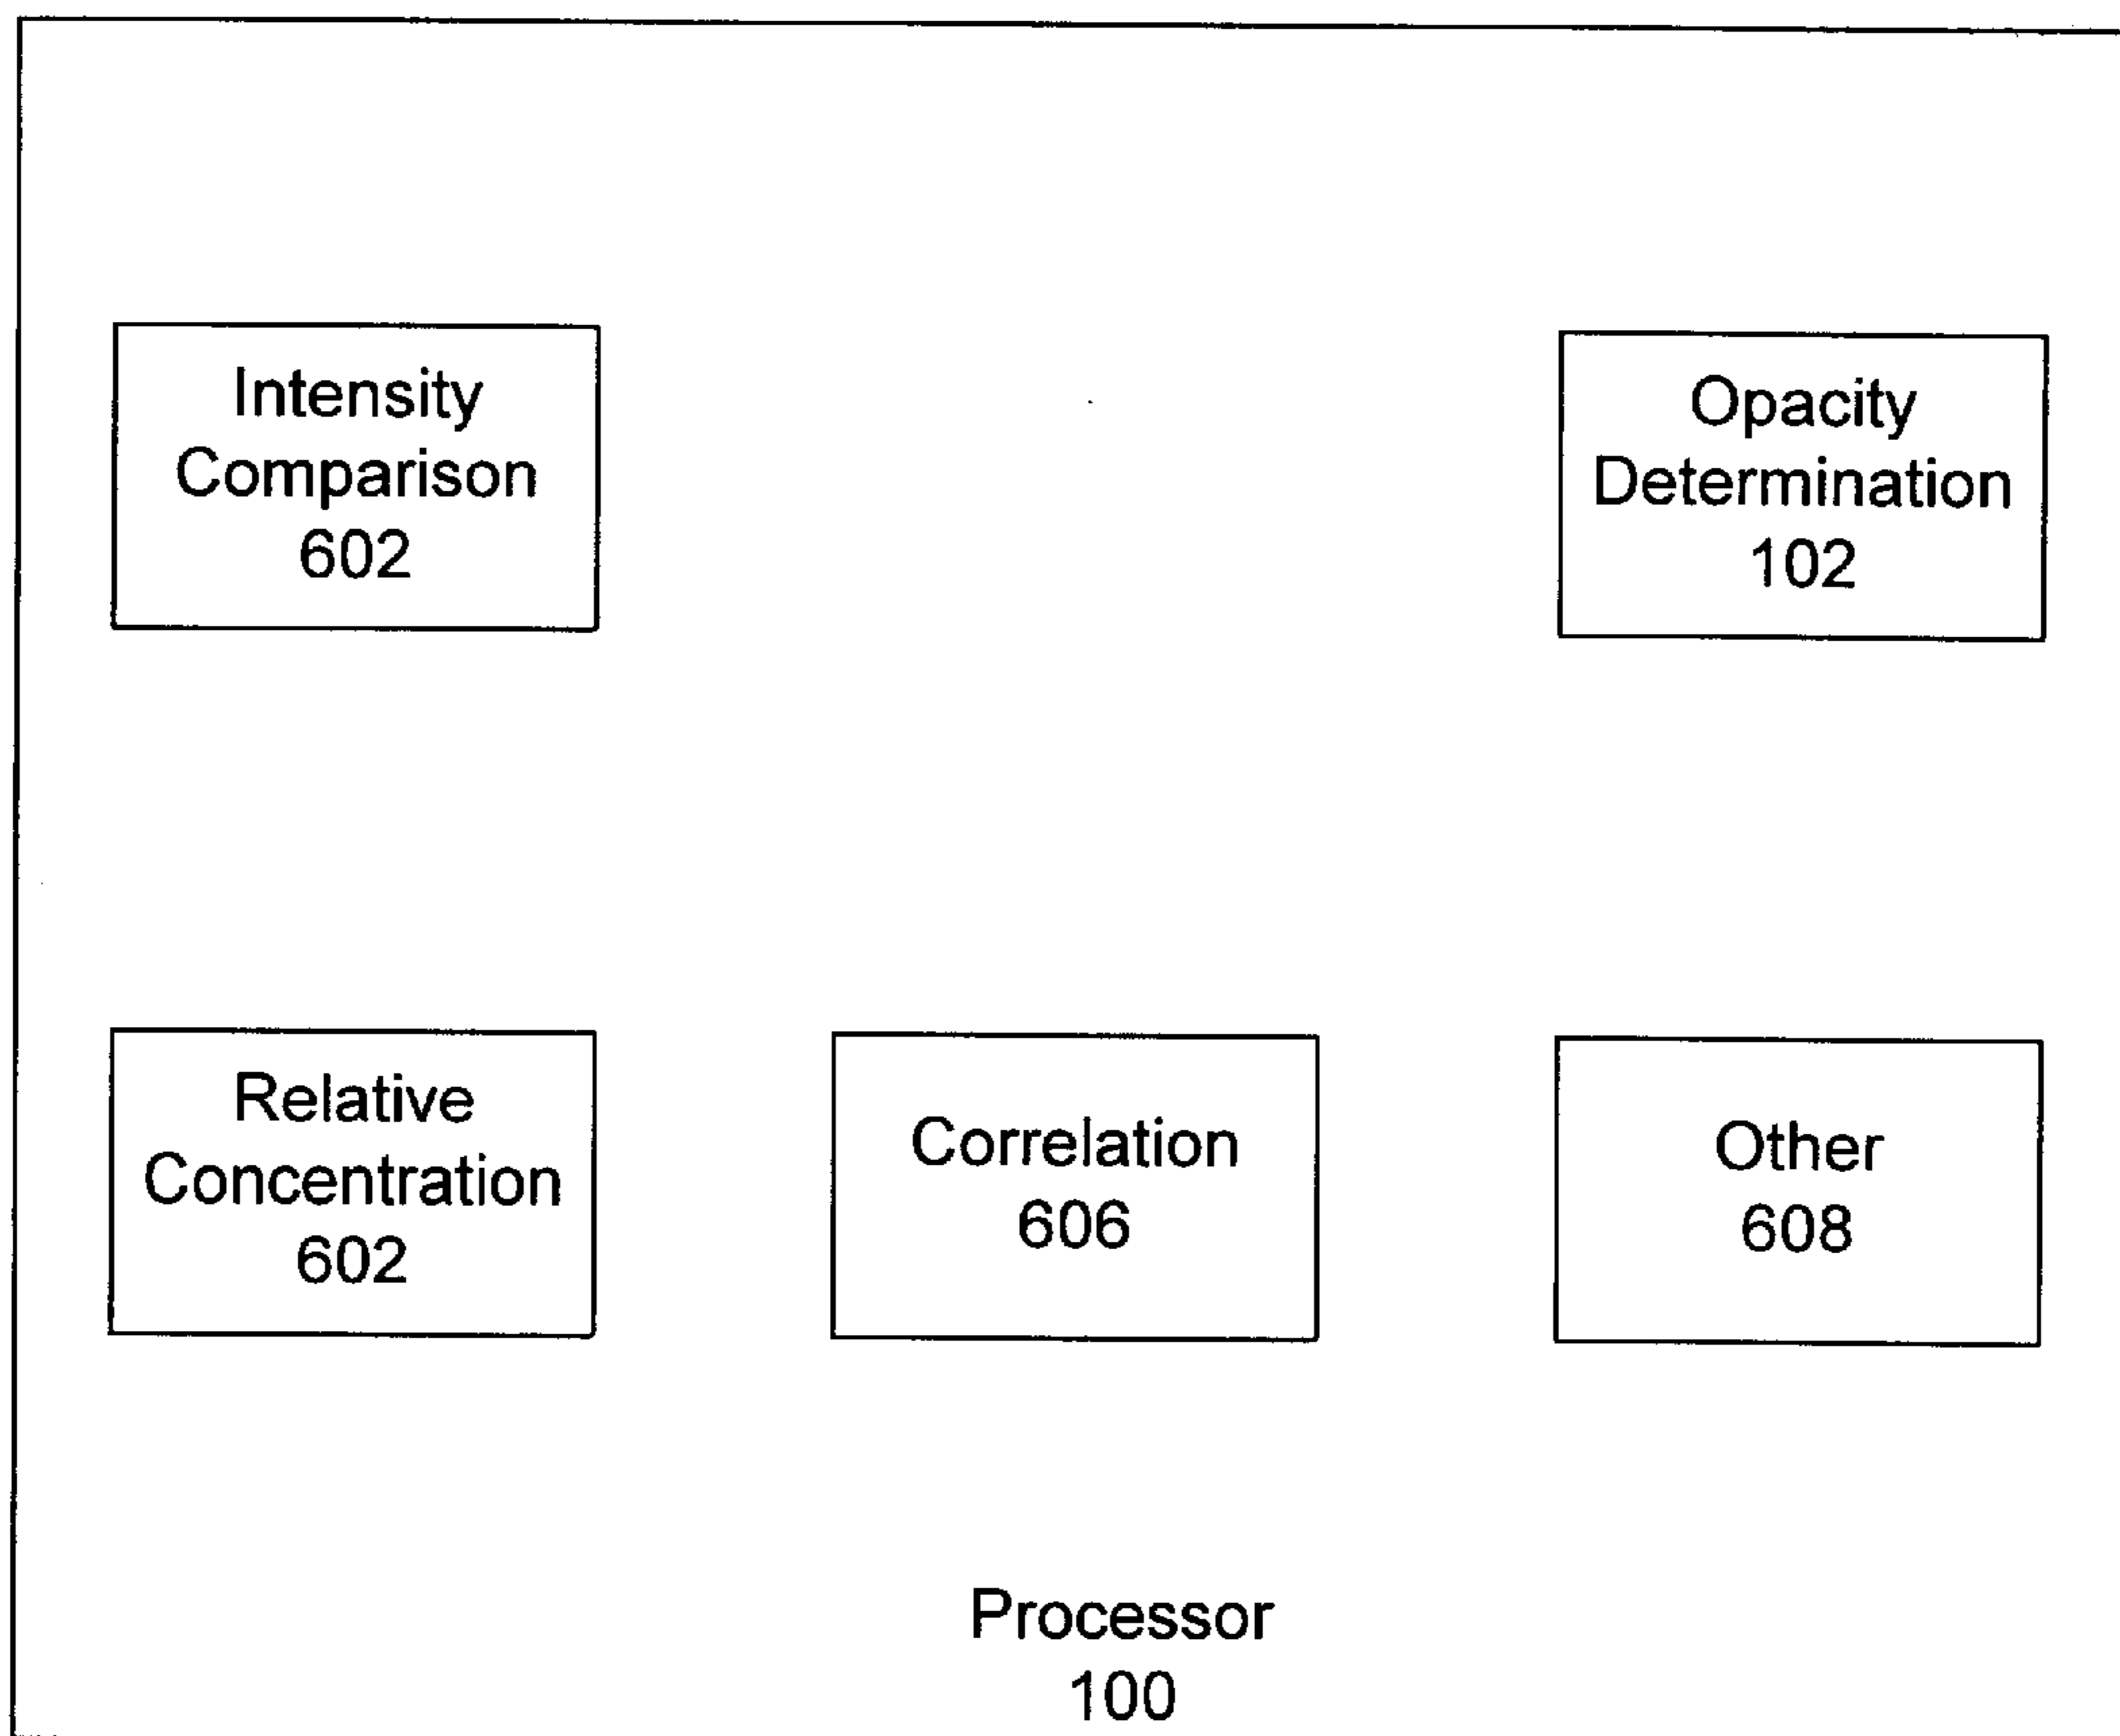 Intensity
Comparison
602
Opacity
Determination
102
Relative
Concentration
602
Correlation
606
Other
608
Processor
100